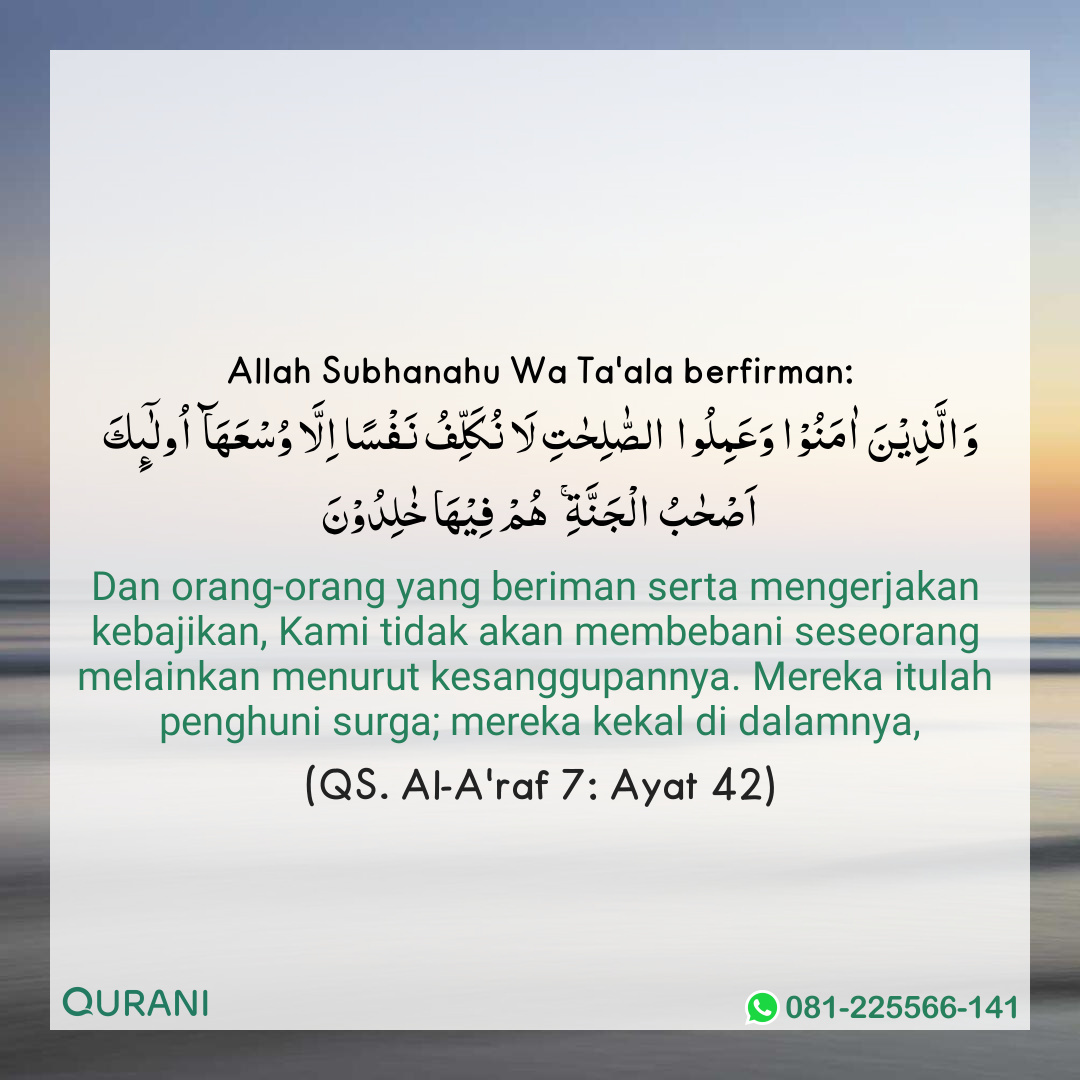 Allah Subhanahu Wa Ta'ala berfirman:
وَالَّذِيْنَ اٰمَنُوْا وَعَمِلُوا الصّٰلِحٰتِ لَا نُكَلِّفُ نَفْسًا اِلَّا وُسْعَهَاۤ اُولٰٓئِكَ
اَصْحٰبُ الْجَنَّةِ ۚ هُمْ فِيْهَا خٰلِدُوْنَ
Dan orang-orang yang beriman serta mengerjakan
kebajikan, Kami tidak akan membebani seseorang
melainkan menurut kesanggupannya. Mereka itulah
penghuni surga; mereka kekal di dalamnya,
(QS. Al-A'raf 7: Ayat 42)
QURANI
081-225566-141